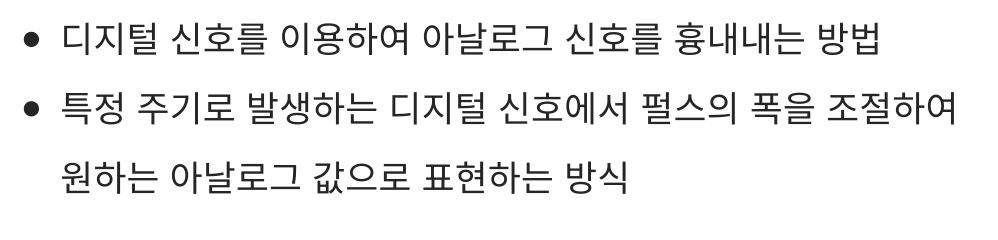 ● 디지털 신호를 이용하여 아날로그 신호를 흉내내는 방법
● 특정 주기로 발생하는 디지털 신호에서 펄스의 폭을 조절하여
원하는 아날로그 값으로 표현하는 방식